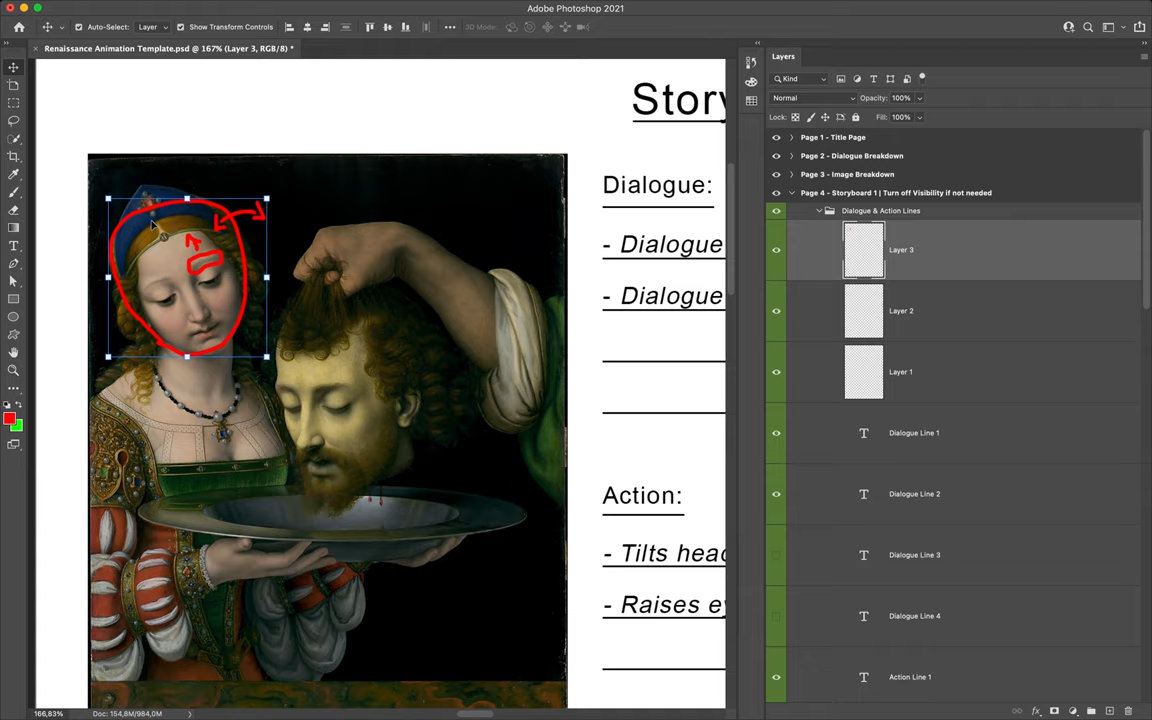 Adobe Photoshop 2021
Auto-Select: Layer Show Transform Controls 3D Mode:
Renaissance Animation Template.psd @ 167% (Layer 3, RGB/8) *
Layers
Kind
Normal Opacity: 100%
Lock: Fill: 100%
Page 1 - Title Page
Page 2 - Dialogue Breakdown
Page 3 - Image Breakdown
Page 4 - Storyboard 1 | Turn off Visibility if not needed
Dialogue & Action Lines
Layer 3
Layer 2
Layer 1
Dialogue Line 1
Dialogue Line 2
Dialogue Line 3
Dialogue Line 4
Action Line 1
Story
Dialogue:
- Dialogue
- Dialogue
Action:
- Tilts head
- Raises ey
166,83% Doc: 154,8M/984,0M